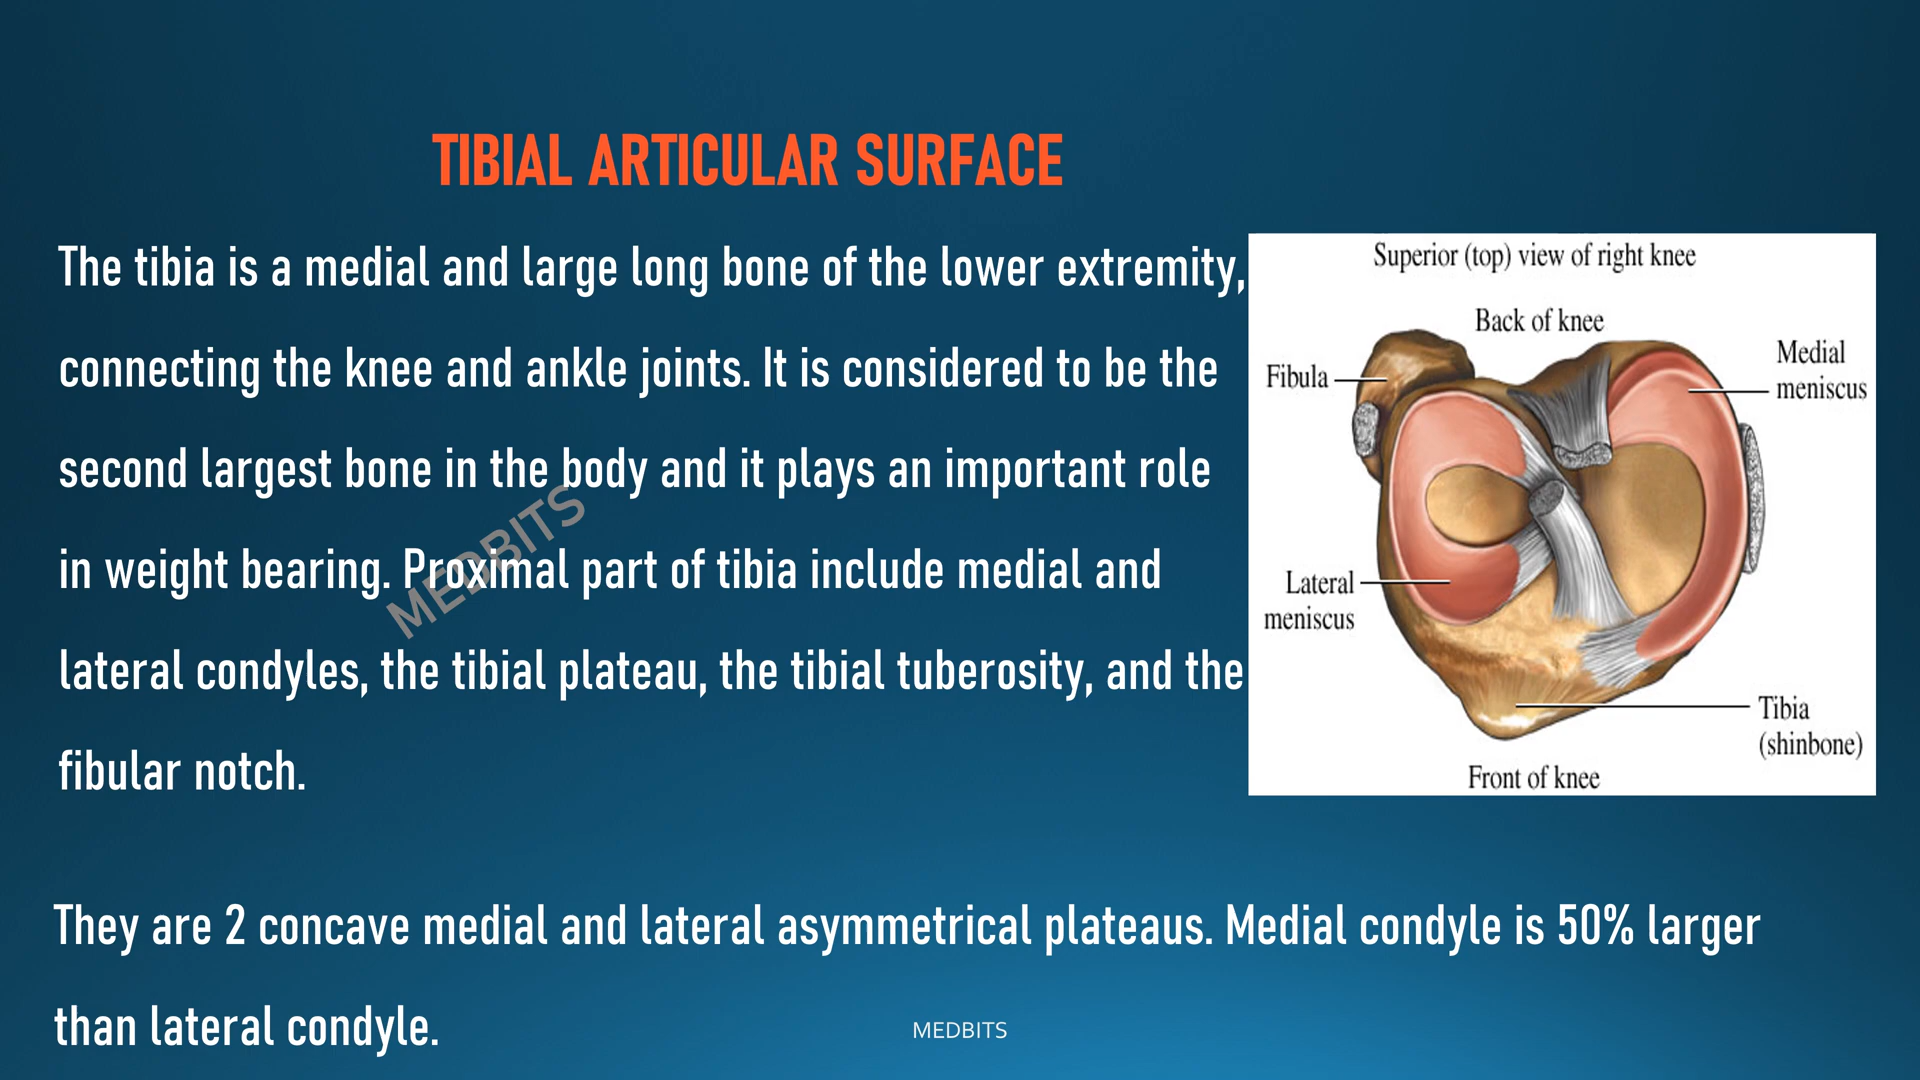 TIBIAL ARTICULAR SURFACE
The tibia is a medial and large long bone of the lower extremity,
connecting the knee and ankle joints. It is considered to be the
second largest bone in the body and it plays an important role
in weight bearing. Proximal part of tibia include medial and
lateral condyles, the tibial plateau, the tibial tuberosity, and the
fibular notch.
MEDBITS
Superior (top) view of right knee
Back of knee
Fibula
Medial
meniscus
Lateral
meniscus
Tibia
(shinbone)
Front of knee
They are 2 concave medial and lateral asymmetrical plateaus. Medial condyle is 50% larger
than lateral condyle.
MEDBITS